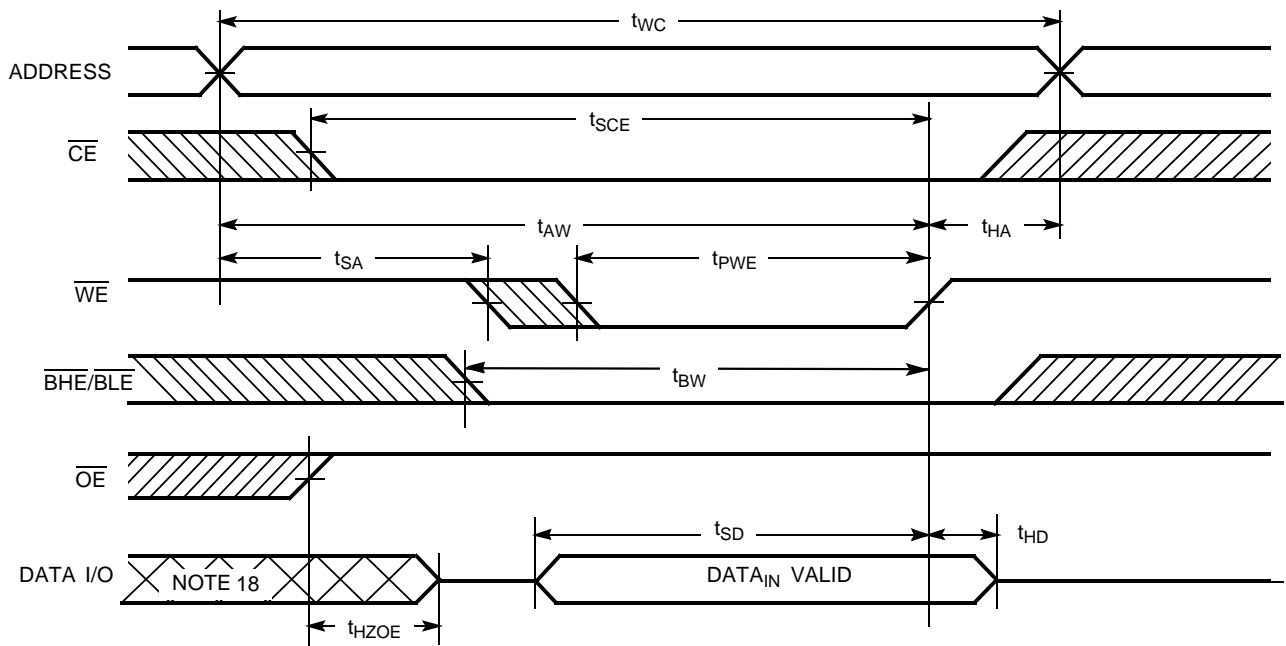 tWC
ADDRESS
tSCE
CE
tAW
tHA
tSA
tPWE
WE
BHE/BLE
tBW
OE
tSD
tHD
DATA I/O
NOTE 18
DATAIN VALID
tHZOE